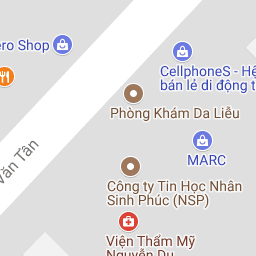 ero Shop
CellphoneS - Hệ
bán lẻ di động t
Phòng Khám Da Liễu
MARC
Văn Tần
Công ty Tin Học Nhân
Sinh Phúc (NSP)
Viện Thẩm Mỹ
Nguyễn Du